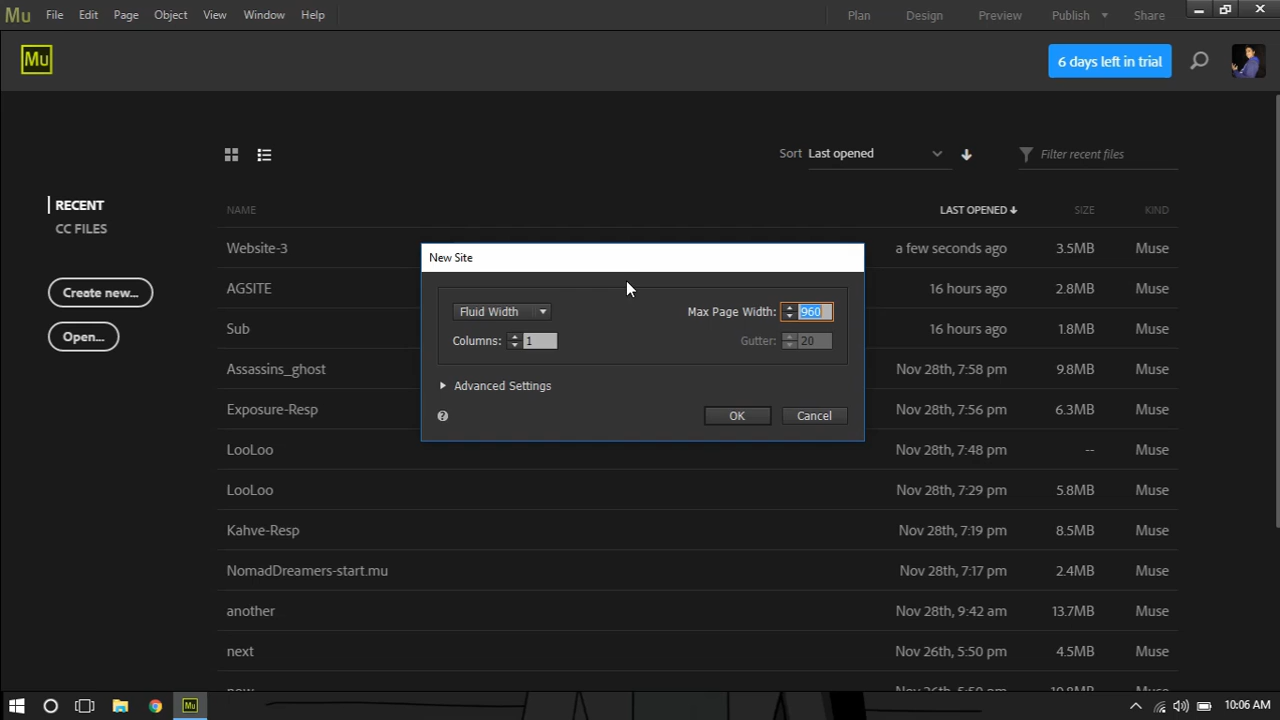 Mu File Edit Page Object View Window Help Plan Design Preview Publish Share
Mu 6 days left in trial
Sort Last opened Filter recent files
RECENT
CC FILES
Create new...
Open...
NAME LAST OPENED SIZE KIND
Website-3 a few seconds ago 3.5MB Muse
AGSITE 16 hours ago 2.8MB Muse
Sub 16 hours ago 1.8MB Muse
Assassins_ghost Nov 28th, 7:58 pm 9.8MB Muse
Exposure-Resp Nov 28th, 7:56 pm 6.3MB Muse
LooLoo Nov 28th, 7:48 pm -- Muse
LooLoo Nov 28th, 7:29 pm 5.8MB Muse
Kahve-Resp Nov 28th, 7:19 pm 8.5MB Muse
NomadDreamers-start.mu Nov 28th, 7:17 pm 2.4MB Muse
another Nov 28th, 9:42 am 13.7MB Muse
next Nov 26th, 5:50 pm 4.5MB Muse
New Site
Fluid Width Max Page Width: 960
Columns: 1 Gutter: 20
Advanced Settings
? OK Cancel
Mu 10:06 AM